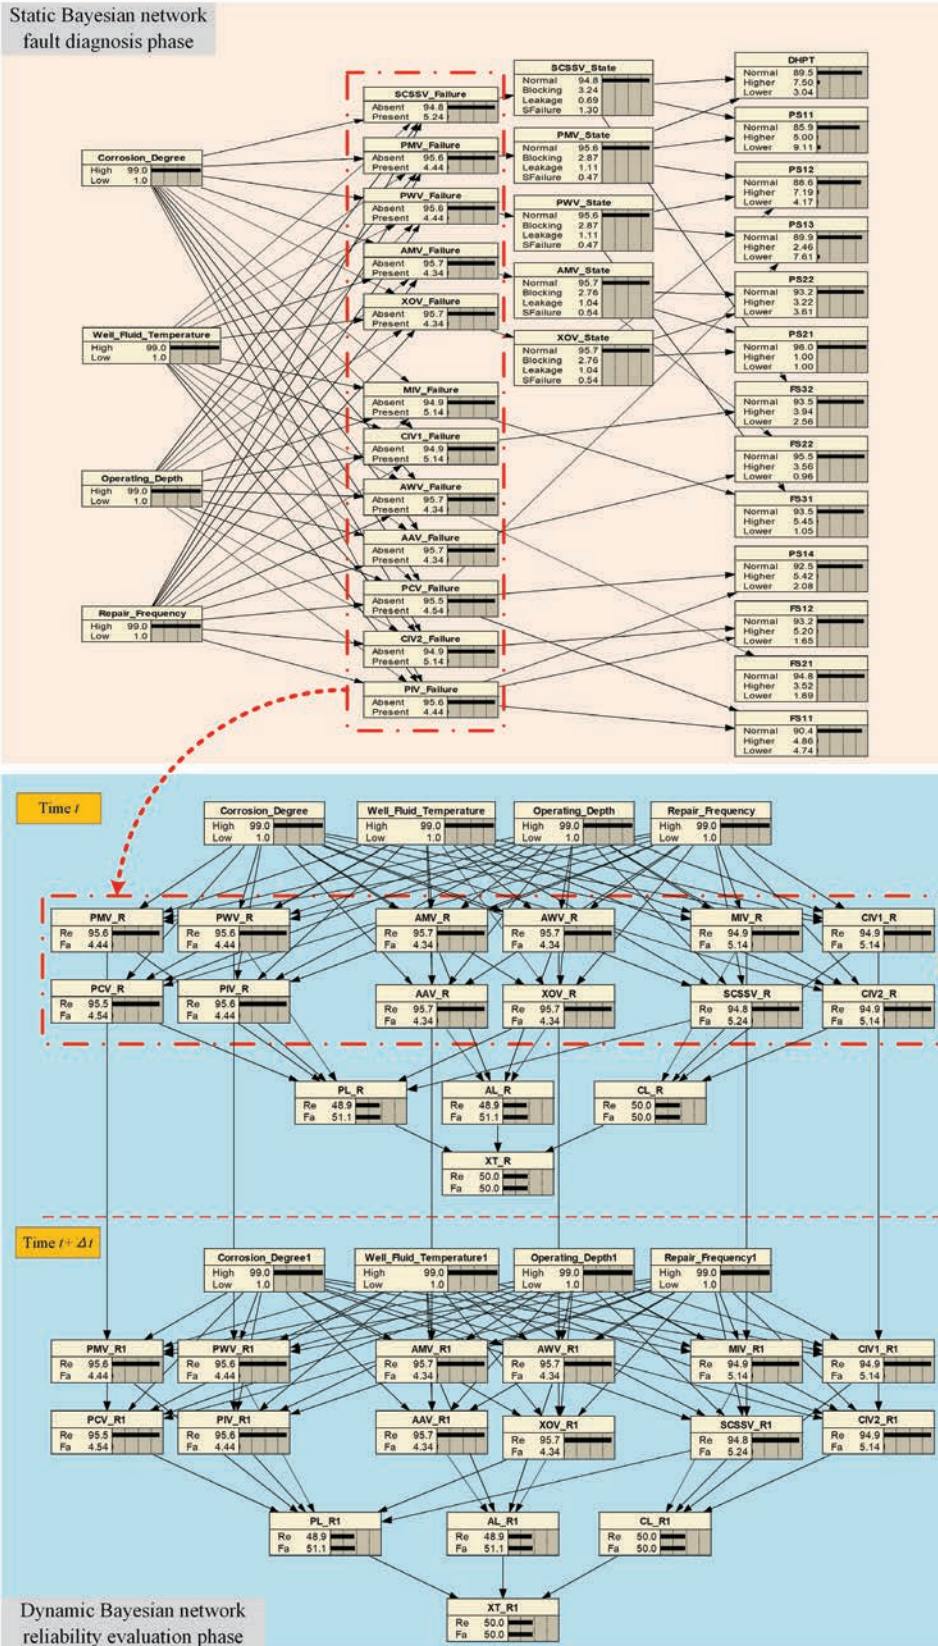 Static Bayesian network
fault diagnosis phase
Corrosion_Degree
High 99.0
Low 1.0
Well_Fluid_Temperature
High 99.0
Low 1.0
Operating_Depth
High 99.0
Low 1.0
Repair_Frequency
High 99.0
Low 1.0
SCSSV_Failure
Absent 94.8
Present 5.24
PMV_Failure
Absent 95.6
Present 4.44
PWV_Failure
Absent 95.6
Present 4.44
AMV_Failure
Absent 95.7
Present 4.34
XOV_Failure
Absent 95.7
Present 4.34
MIV_Failure
Absent 94.9
Present 5.14
CIV1_Failure
Absent 94.9
Present 5.14
AWV_Failure
Absent 95.7
Present 4.34
AAV_Failure
Absent 95.7
Present 4.34
PCV_Failure
Absent 95.5
Present 4.54
CIV2_Failure
Absent 94.9
Present 5.14
PIV_Failure
Absent 95.6
Present 4.44
SCSSV_State
Normal 94.8
Blocking 3.24
Leakage 0.69
SFailure 1.30
PMV_State
Normal 95.6
Blocking 2.87
Leakage 1.11
SFailure 0.47
PWV_State
Normal 95.6
Blocking 2.87
Leakage 1.11
SFailure 0.47
AMV_State
Normal 95.7
Blocking 2.76
Leakage 1.04
SFailure 0.54
XOV_State
Normal 95.7
Blocking 2.76
Leakage 1.04
SFailure 0.54
DHPT
Normal 89.5
Higher 7.50
Lower 3.04
PS11
Normal 85.9
Higher 5.00
Lower 9.11
PS12
Normal 88.6
Higher 7.19
Lower 4.17
PS13
Normal 89.9
Higher 2.46
Lower 7.61
PS22
Normal 93.2
Higher 3.22
Lower 3.61
PS21
Normal 98.0
Higher 1.00
Lower 1.00
FS32
Normal 93.5
Higher 3.94
Lower 2.56
FS22
Normal 95.5
Higher 3.56
Lower 0.96
FS31
Normal 93.5
Higher 5.45
Lower 1.05
PS14
Normal 92.5
Higher 5.42
Lower 2.08
FS12
Normal 93.2
Higher 5.20
Lower 1.65
FS21
Normal 94.8
Higher 3.52
Lower 1.69
FS11
Normal 90.4
Higher 4.86
Lower 4.74
Time t
Corrosion_Degree
High 99.0
Low 1.0
Well_Fluid_Temperature
High 99.0
Low 1.0
Operating_Depth
High 99.0
Low 1.0
Repair_Frequency
High 99.0
Low 1.0
PMV_R
Re 95.6
Fa 4.44
PWV_R
Re 95.6
Fa 4.44
AMV_R
Re 95.7
Fa 4.34
AWV_R
Re 95.7
Fa 4.34
MIV_R
Re 94.9
Fa 5.14
CIV1_R
Re 94.9
Fa 5.14
PCV_R
Re 95.5
Fa 4.54
PIV_R
Re 95.6
Fa 4.44
AAV_R
Re 95.7
Fa 4.34
XOV_R
Re 95.7
Fa 4.34
SCSSV_R
Re 94.8
Fa 5.24
CIV2_R
Re 94.9
Fa 5.14
PL_R
Re 48.9
Fa 51.1
AL_R
Re 48.9
Fa 51.1
CL_R
Re 50.0
Fa 50.0
XT_R
Re 50.0
Fa 50.0
Time t+ Δt
Corrosion_Degree1
High 99.0
Low 1.0
Well_Fluid_Temperature1
High 99.0
Low 1.0
Operating_Depth1
High 99.0
Low 1.0
Repair_Frequency1
High 99.0
Low 1.0
PMV_R1
Re 95.6
Fa 4.44
PWV_R1
Re 95.6
Fa 4.44
AMV_R1
Re 95.7
Fa 4.34
AWV_R1
Re 95.7
Fa 4.34
MIV_R1
Re 94.9
Fa 5.14
CIV1_R1
Re 94.9
Fa 5.14
PCV_R1
Re 95.5
Fa 4.54
PIV_R1
Re 95.6
Fa 4.44
AAV_R1
Re 95.7
Fa 4.34
XOV_R1
Re 95.7
Fa 4.34
SCSSV_R1
Re 94.8
Fa 5.24
CIV2_R1
Re 94.9
Fa 5.14
PL_R1
Re 48.9
Fa 51.1
AL_R1
Re 48.9
Fa 51.1
CL_R1
Re 50.0
Fa 50.0
XT_R1
Re 50.0
Fa 50.0
Dynamic Bayesian network
reliability evaluation phase